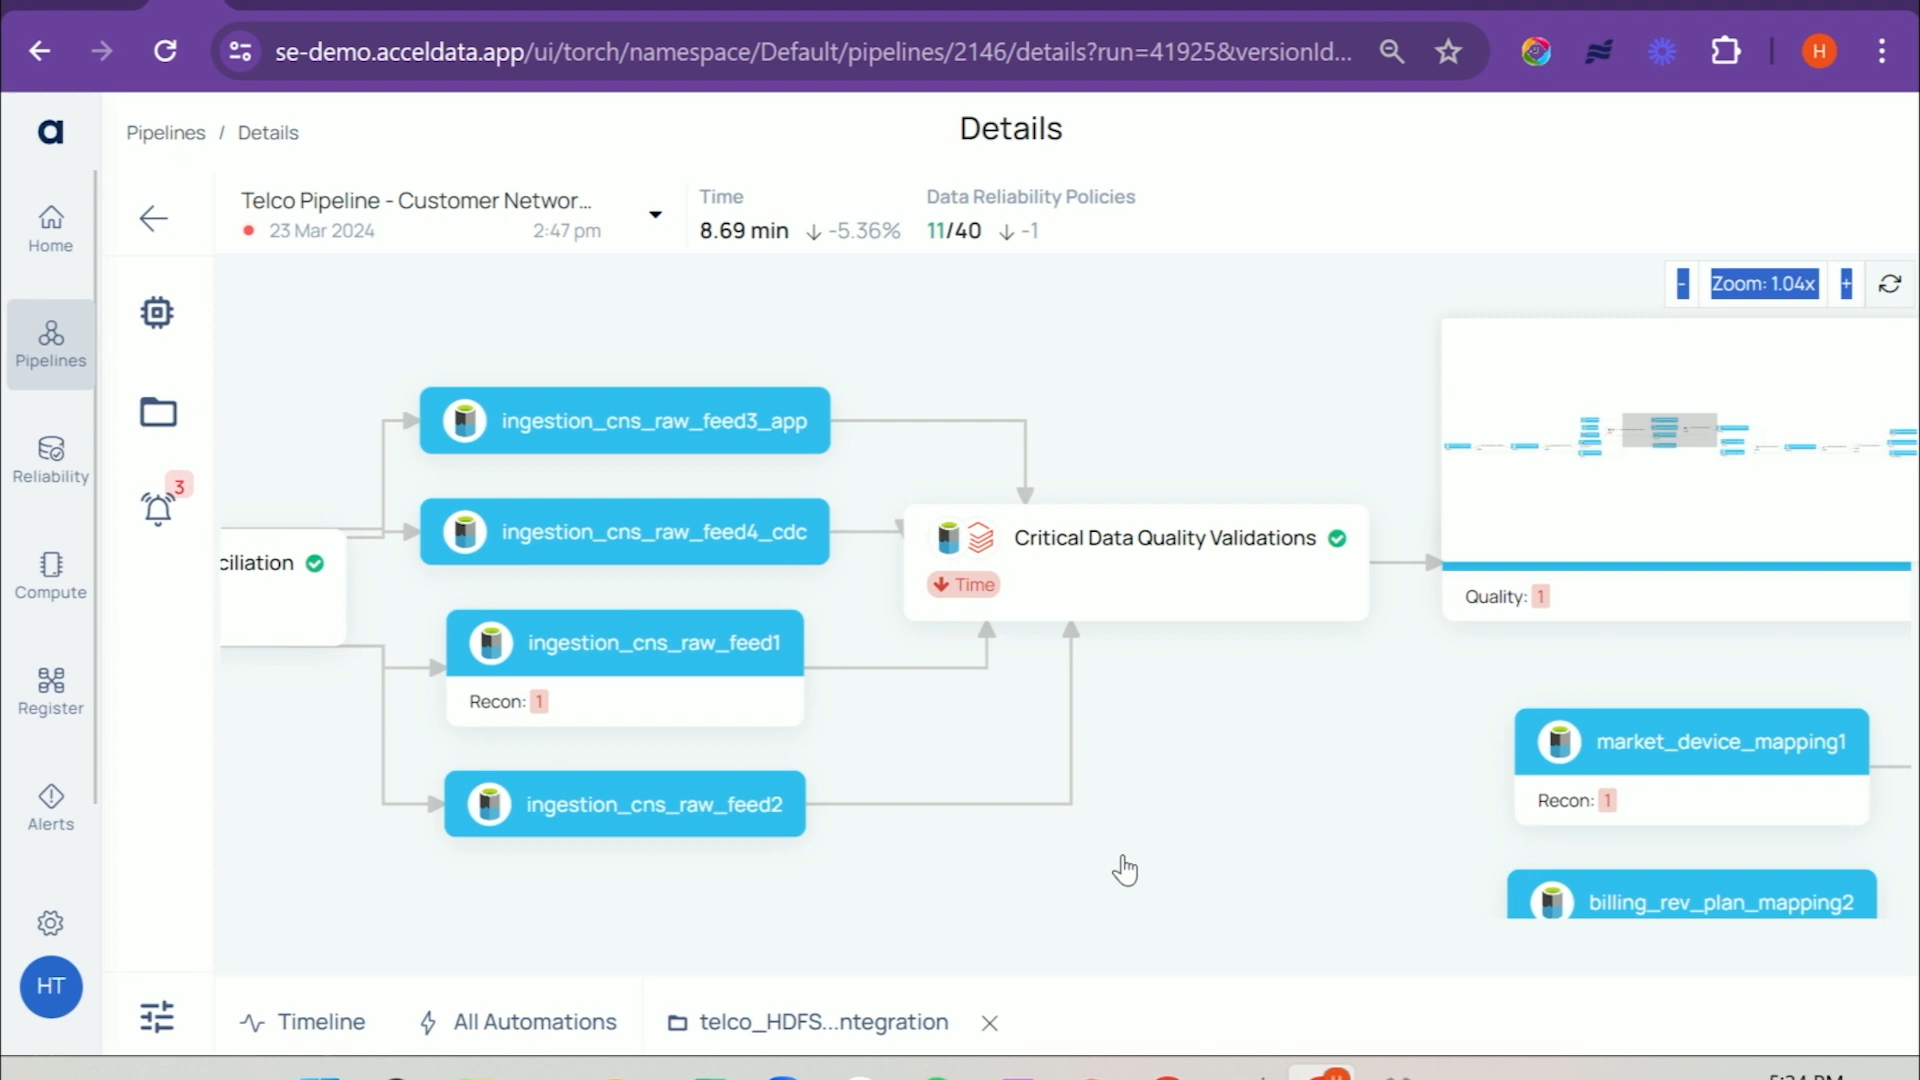 se-demo.acceldata.app/ui/torch/namespace/Default/pipelines/2146/details?run=41925&versionId...
H
a
Pipelines / Details
Details
Home
Pipelines
Reliability
Compute
Register
Alerts
HT
3
Telco Pipeline - Customer Networ...
23 Mar 2024 2:47 pm
Time
8.69 min -5.36%
Data Reliability Policies
11/40 -1
- Zoom: 1.04x +
ciliation
ingestion_cns_raw_feed3_app
ingestion_cns_raw_feed4_cdc
ingestion_cns_raw_feed1
Recon: 1
ingestion_cns_raw_feed2
Critical Data Quality Validations
Time
Quality: 1
market_device_mapping1
Recon: 1
billing_rev_plan_mapping2
Timeline
All Automations
telco_HDFS...ntegration